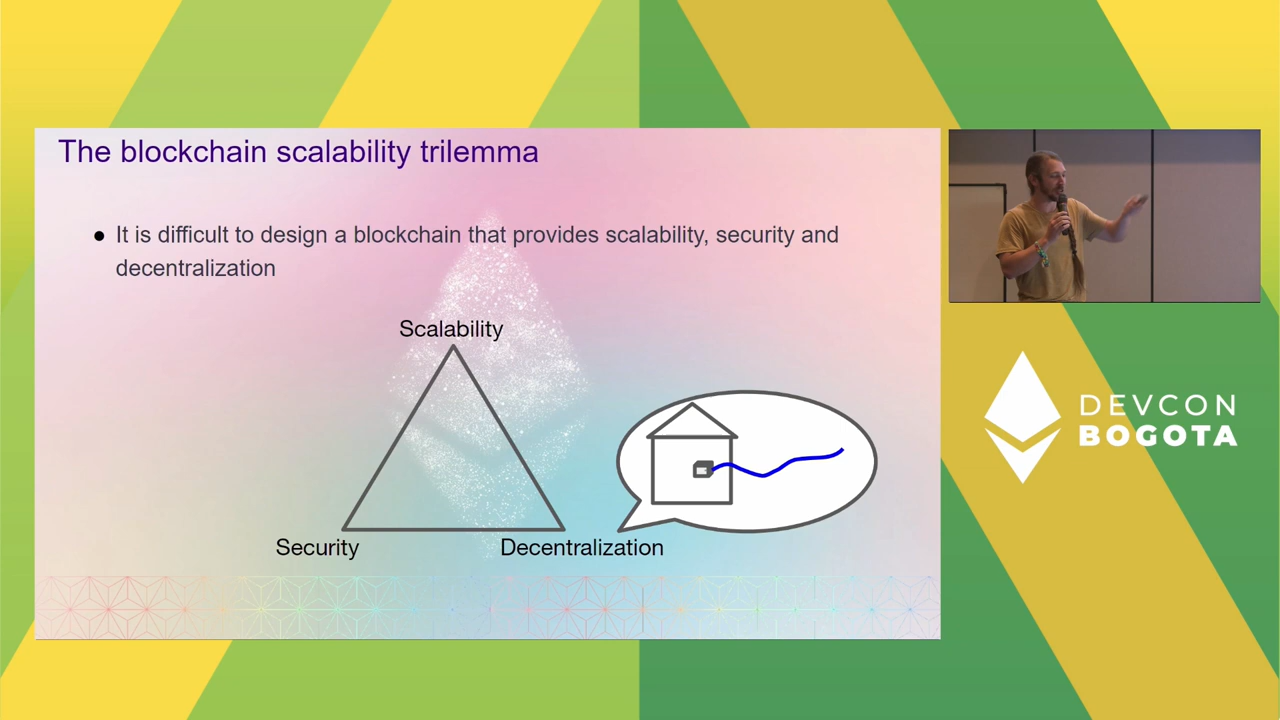 The blockchain scalability trilemma
● It is difficult to design a blockchain that provides scalability, security and
decentralization
Scalability
Security
Decentralization
DEVCON
BOGOTA